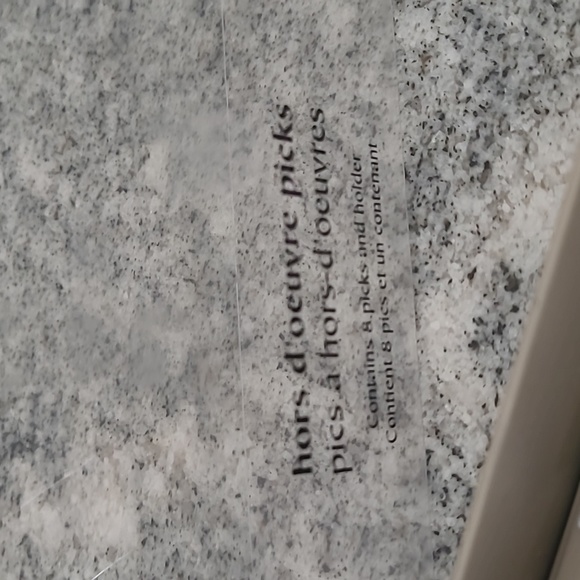 hors d'oeuvre picks
pics à hors-d'oeuvres
Contains 8 picks and holder
Contient 8 pics et un contenant